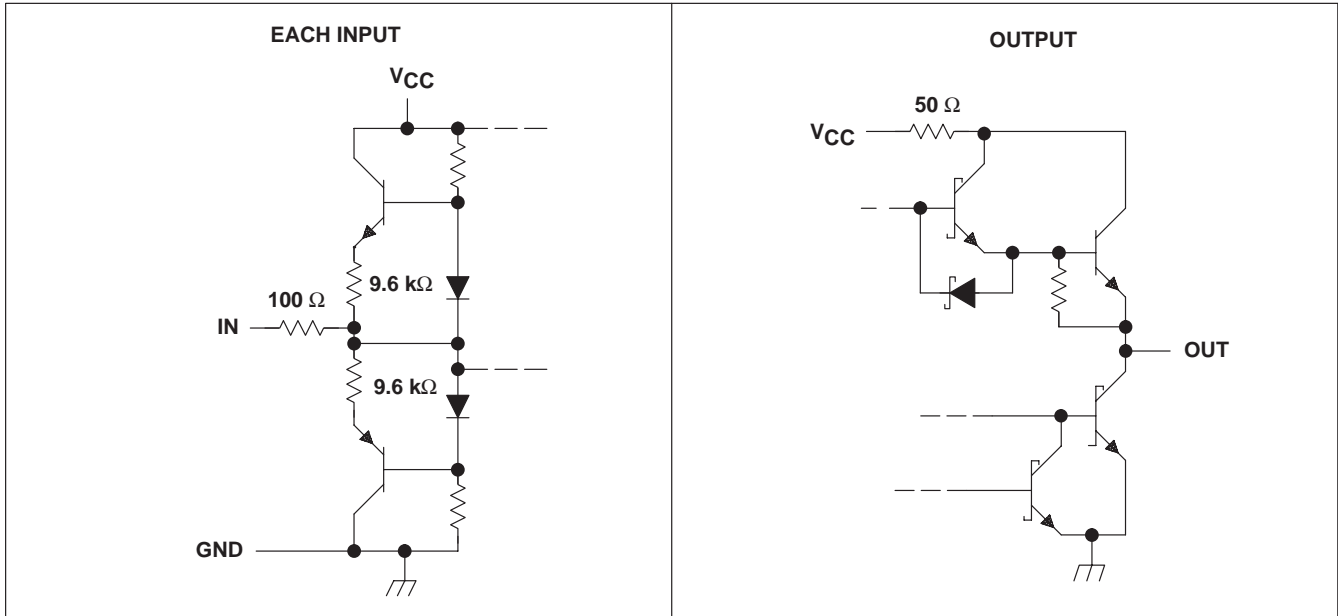 EACH INPUT
VCC
9.6 kΩ
100 Ω
IN
9.6 kΩ
GND
OUTPUT
50 Ω
VCC
OUT